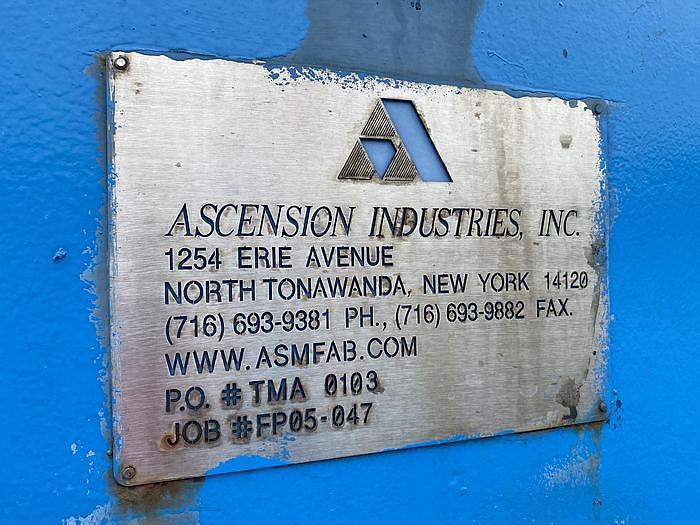 ASCENSION INDUSTRIES, INC.
1254 ERIE AVENUE
NORTH TONAWANDA, NEW YORK 14120
(716) 693-9381 PH., (716) 693-9882 FAX.
WWW.ASMFAB.COM
P.O. # TMA 0103
JOB #FP05-047